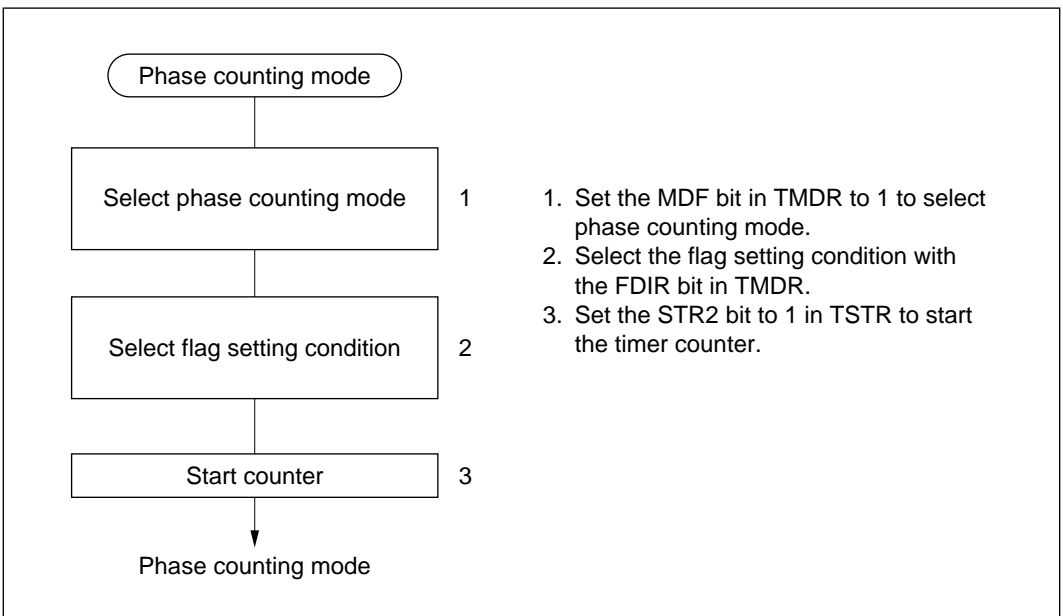 Phase counting mode
Select phase counting mode
1
Select flag setting condition
2
Start counter
3
Phase counting mode
1. Set the MDF bit in TMDR to 1 to select
phase counting mode.
2. Select the flag setting condition with
the FDIR bit in TMDR.
3. Set the STR2 bit to 1 in TSTR to start
the timer counter.